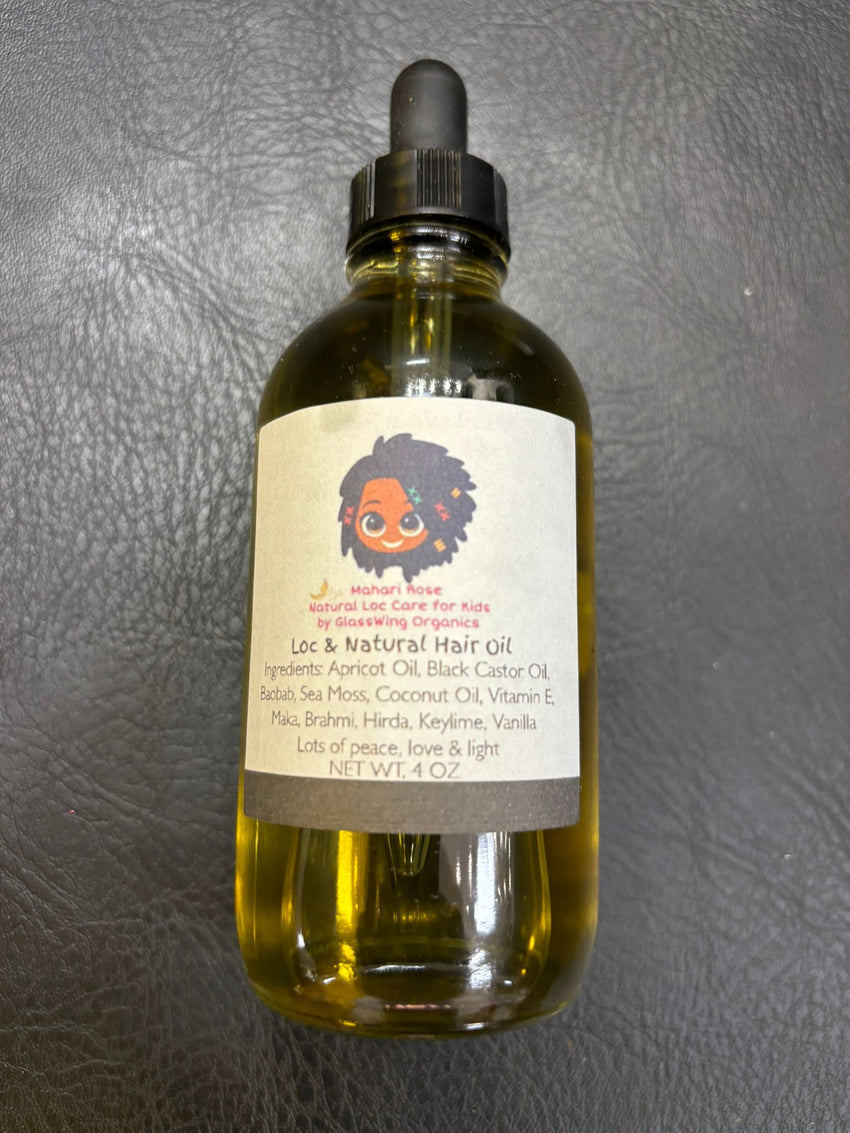 Mahari Rose
Natural Loc Care for Kids
by GlassWing Organics
Loc & Natural Hair Oil
Ingredients: Apricot Oil, Black Castor Oil,
Baobab, Sea Moss, Coconut Oil, Vitamin E,
Maka, Brahmi, Hirda, Keylime, Vanilla
Lots of peace, love & light
NET WT. 4 OZ